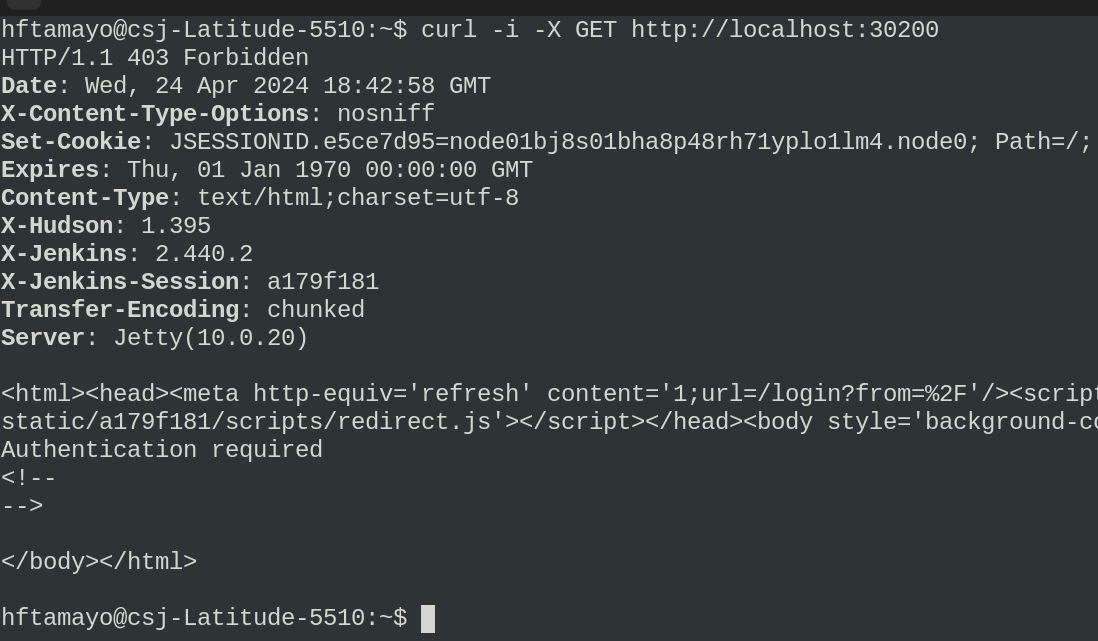 hftamayo@csj-Latitude-5510:~$ curl -i -X GET http://localhost:30200
HTTP/1.1 403 Forbidden
Date: Wed, 24 Apr 2024 18:42:58 GMT
X-Content-Type-Options: nosniff
Set-Cookie: JSESSIONID.e5ce7d95=node01bj8s01bha8p48rh71yplo1lm4.node0; Path=/;
Expires: Thu, 01 Jan 1970 00:00:00 GMT
Content-Type: text/html;charset=utf-8
X-Hudson: 1.395
X-Jenkins: 2.440.2
X-Jenkins-Session: a179f181
Transfer-Encoding: chunked
Server: Jetty(10.0.20)
<html><head><meta http-equiv='refresh' content='1;url=/login?from=%2F'/><script
static/a179f181/scripts/redirect.js'></script></head><body style='background-co
Authentication required
<!--
-->
</body></html>
hftamayo@csj-Latitude-5510:~$